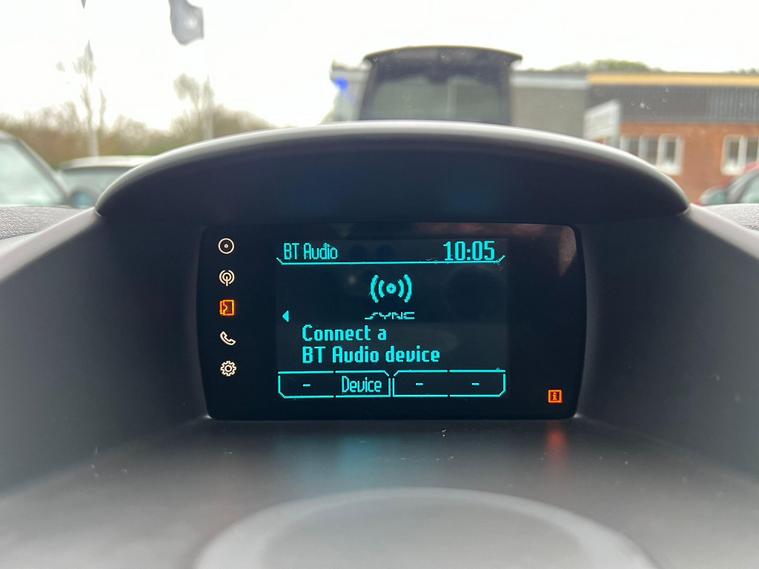 BT Audio 10:05
SYNC
Connect a
BT Audio device
- Device - -